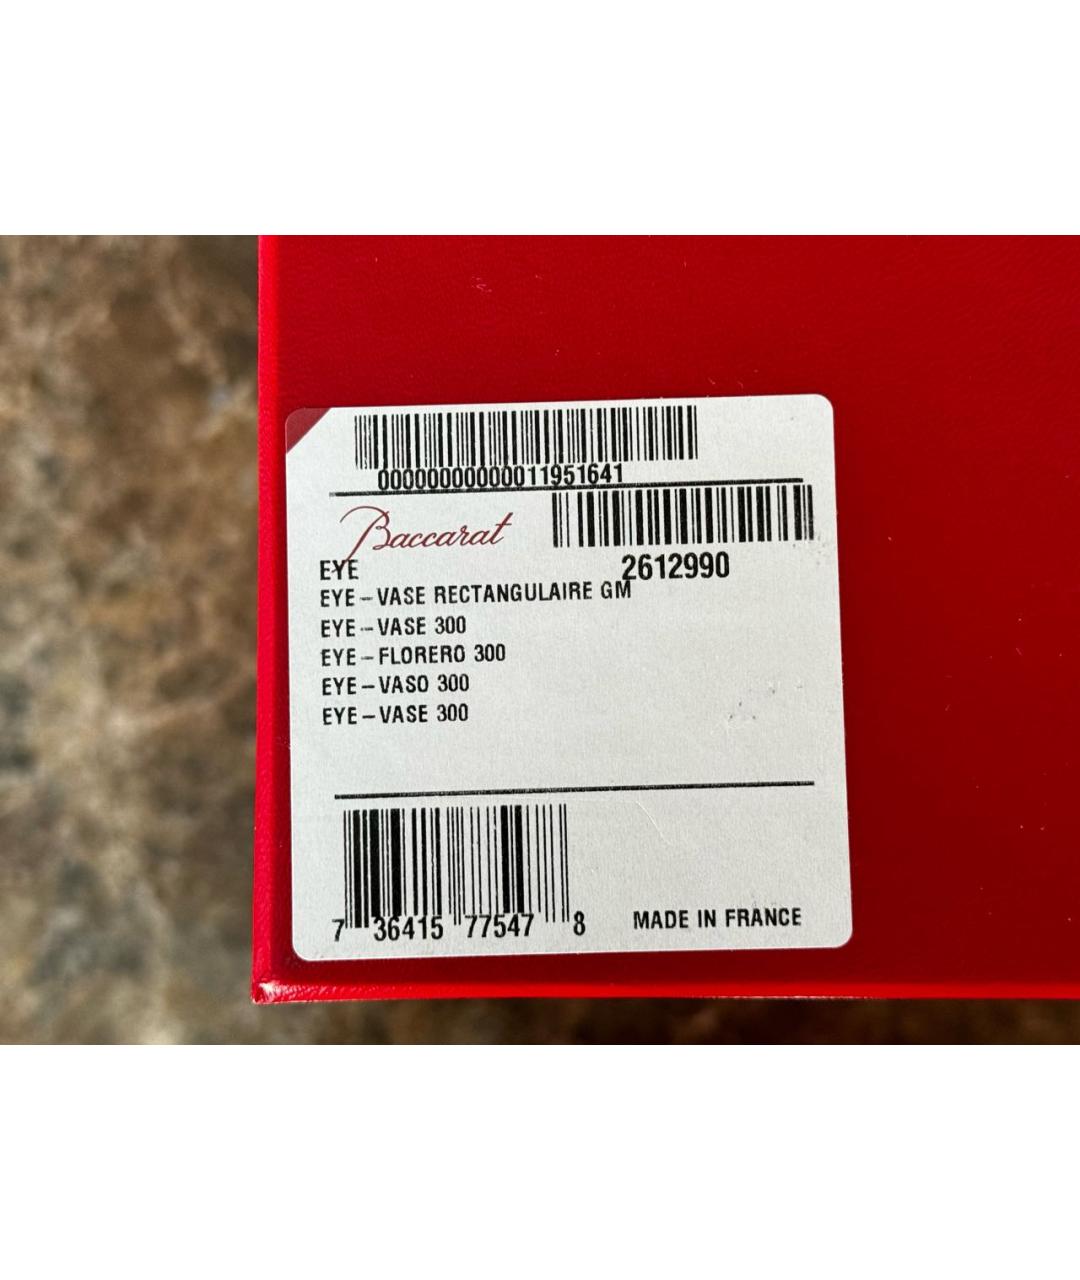 00000000000011951641
Baccarat
EYE
2612990
EYE-VASE RECTANGULAIRE GM
EYE-VASE 300
EYE-FLORERO 300
EYE-VASO 300
EYE-VASE 300
7 36415 77547 8
MADE IN FRANCE